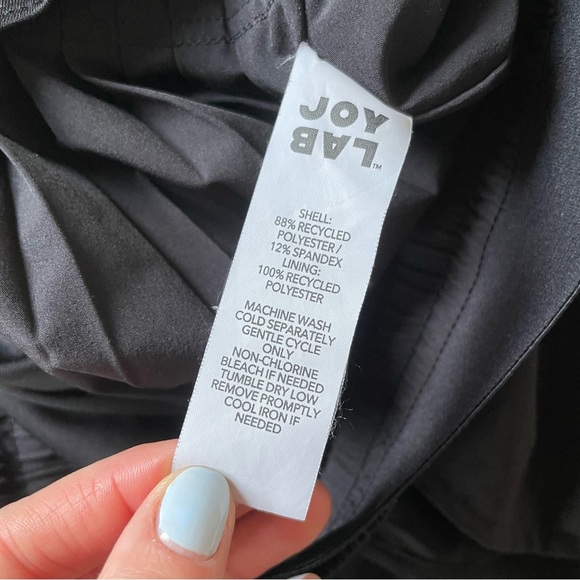 JOY
LAB™
SHELL:
88% RECYCLED
POLYESTER /
12% SPANDEX
LINING:
100% RECYCLED
POLYESTER
MACHINE WASH
COLD SEPARATELY
GENTLE CYCLE
ONLY
NON-CHLORINE
BLEACH IF NEEDED
TUMBLE DRY LOW
REMOVE PROMPTLY
COOL IRON IF
NEEDED